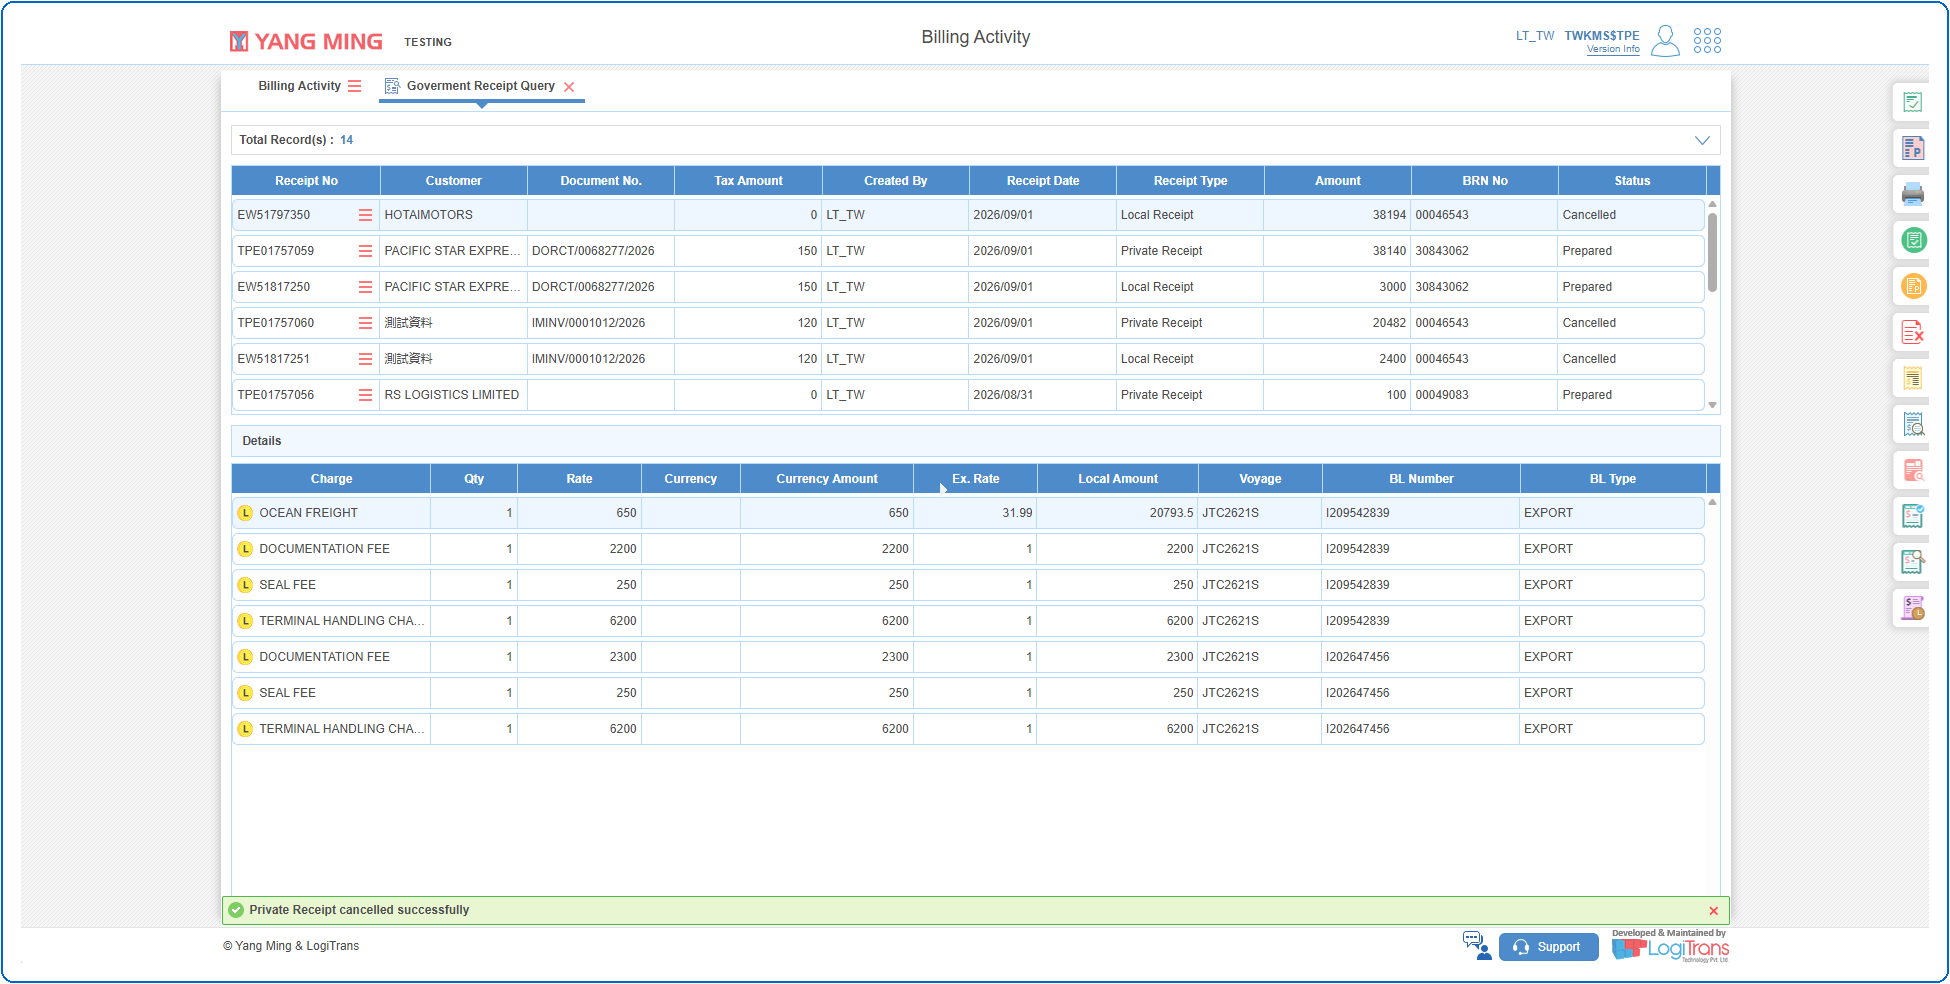 YANG MING TESTING Billing Activity LT_TW TWKMS$TPE
Version Info
Billing Activity Goverment Receipt Query
Total Record(s) : 14
Receipt No Customer Document No. Tax Amount Created By Receipt Date Receipt Type Amount BRN No Status
EW51797350 HOTAIMOTORS 0 LT_TW 2026/09/01 Local Receipt 38194 00046543 Cancelled
TPE01757059 PACIFIC STAR EXPRE... DORCT/0068277/2026 150 LT_TW 2026/09/01 Private Receipt 38140 30843062 Prepared
EW51817250 PACIFIC STAR EXPRE... DORCT/0068277/2026 150 LT_TW 2026/09/01 Local Receipt 3000 30843062 Prepared
TPE01757060 測試資料 IMINV/0001012/2026 120 LT_TW 2026/09/01 Private Receipt 20482 00046543 Cancelled
EW51817251 測試資料 IMINV/0001012/2026 120 LT_TW 2026/09/01 Local Receipt 2400 00046543 Cancelled
TPE01757056 RS LOGISTICS LIMITED 0 LT_TW 2026/08/31 Private Receipt 100 00049083 Prepared
Details
Charge Qty Rate Currency Currency Amount Ex. Rate Local Amount Voyage BL Number BL Type
L OCEAN FREIGHT 1 650 650 31.99 20793.5 JTC2621S I209542839 EXPORT
L DOCUMENTATION FEE 1 2200 2200 1 2200 JTC2621S I209542839 EXPORT
L SEAL FEE 1 250 250 1 250 JTC2621S I209542839 EXPORT
L TERMINAL HANDLING CHA... 1 6200 6200 1 6200 JTC2621S I209542839 EXPORT
L DOCUMENTATION FEE 1 2300 2300 1 2300 JTC2621S I202647456 EXPORT
L SEAL FEE 1 250 250 1 250 JTC2621S I202647456 EXPORT
L TERMINAL HANDLING CHA... 1 6200 6200 1 6200 JTC2621S I202647456 EXPORT
Private Receipt cancelled successfully
© Yang Ming & LogiTrans
Support
Developed & Maintained by
LogiTrans
Technology Pvt. Ltd.